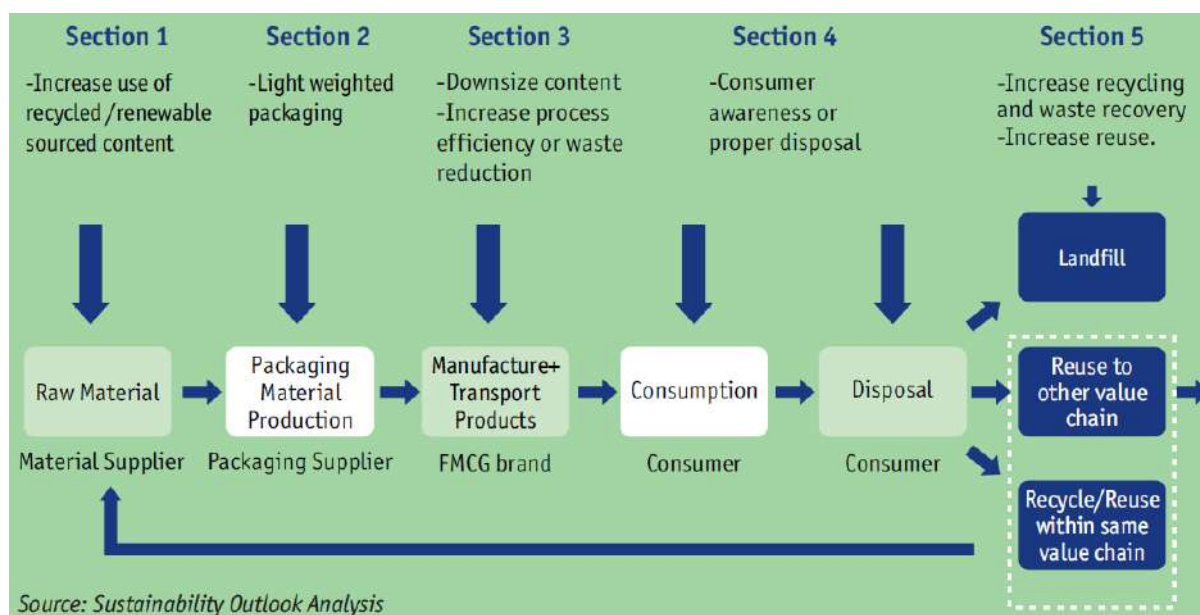 Section 1
-Increase use of
recycled/renewable
sourced content
Section 2
-Light weighted
packaging
Section 3
-Downsize content
-Increase process
efficiency or waste
reduction
Section 4
-Consumer
awareness or
proper disposal
Section 5
-Increase recycling
and waste recovery
-Increase reuse.
Landfill
Raw Material
Material Supplier
Packaging
Material
Production
Packaging Supplier
Manufacture+
Transport
Products
FMCG brand
Consumption
Consumer
Disposal
Consumer
Reuse to
other value
chain
Recycle/Reuse
within same
value chain
Source: Sustainability Outlook Analysis